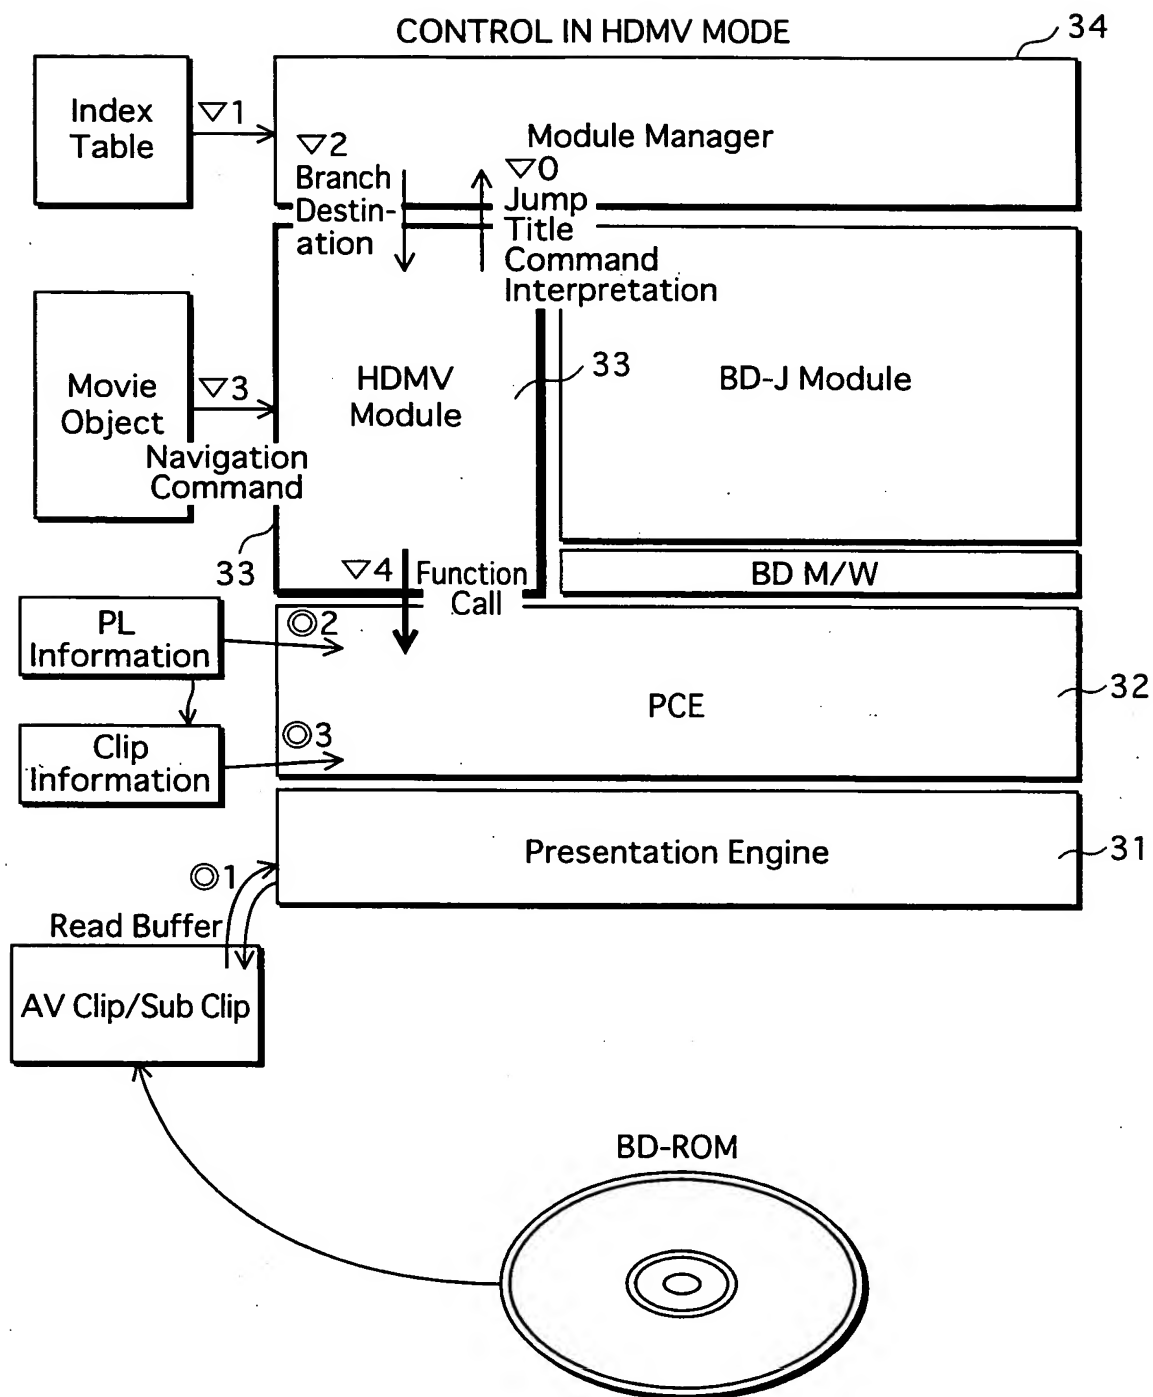 CONTROL IN HDMV MODE
34
Index
Table
▽1
Module Manager
▽2
Branch
Destin-
ation
▽0
Jump
Title
Command
Interpretation
Movie
Object
▽3
Navigation
Command
HDMV
Module
33
BD-J Module
33
▽4
Function
Call
BD M/W
PL
Information
◎2
PCE
32
Clip
Information
◎3
Presentation Engine
31
◎1
Read Buffer
AV Clip/Sub Clip
BD-ROM